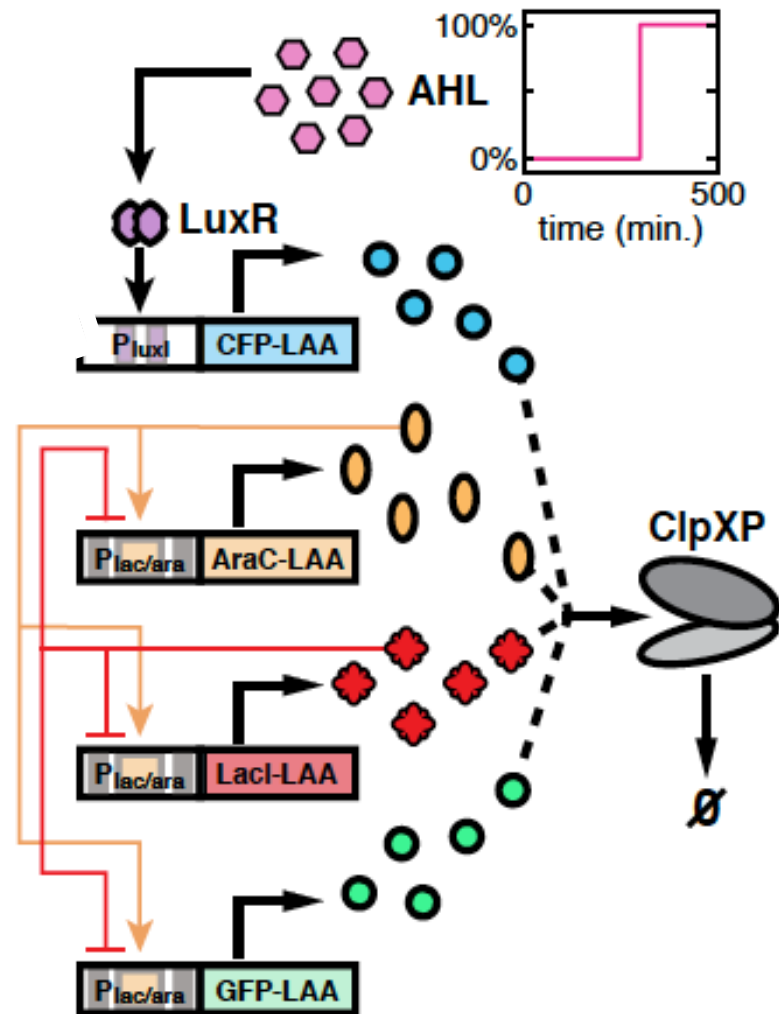 100%
AHL
0%
0 500
time (min.)
LuxR
PluxI CFP-LAA
Plac/ara AraC-LAA
ClpXP
Plac/ara LacI-LAA
Ø
Plac/ara GFP-LAA